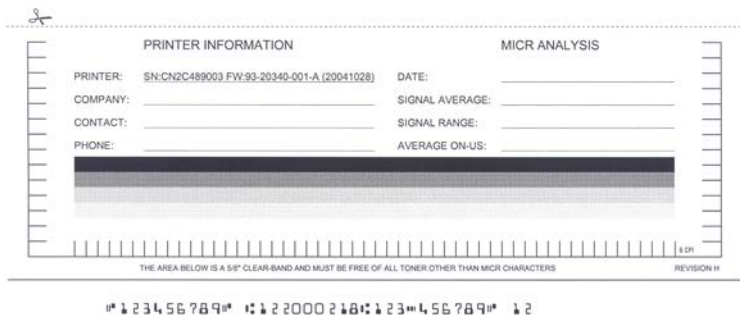 PRINTER INFORMATION MICR ANALYSIS
PRINTER: SN:CN2C489003 FW:93-20340-001-A (20041028) DATE:
COMPANY: SIGNAL AVERAGE:
CONTACT: SIGNAL RANGE:
PHONE: AVERAGE ON-US:
8 CPI
THE AREA BELOW IS A 5/8" CLEAR-BAND AND MUST BE FREE OF ALL TONER OTHER THAN MICR CHARACTERS REVISION H
⑈123456789⑈ ⑆122000218⑆123⑉456789⑈ 12